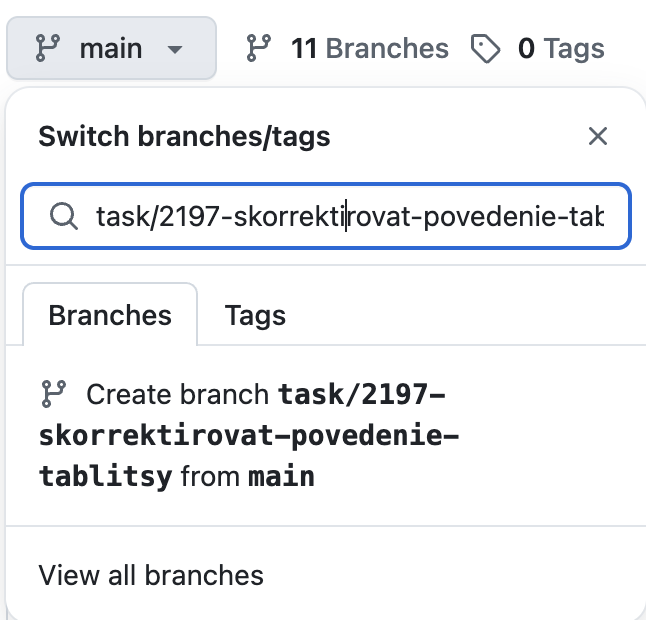 main 11 Branches 0 Tags
Switch branches/tags
task/2197-skorrektirovat-povedenie-tab
Branches Tags
Create branch task/2197-
skorrektirovat-povedenie-
tablitsy from main
View all branches